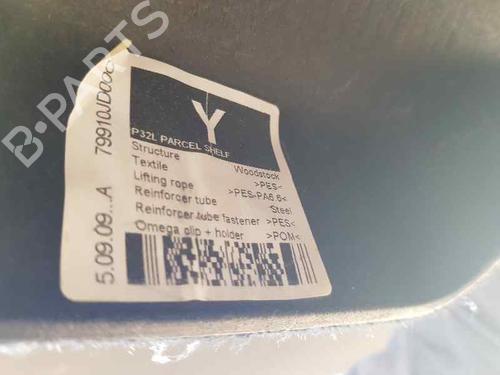 Y
P32L PARCEL SHELF
Structure Woodstock
Textile >PES<
Lifting rope >PES-PA6.6<
Reinforcer tube Steel
Reinforcer tube fastener >PES<
Omega clip + holder >POM<
5.09.09...A 79910JD00C
B-PARTS